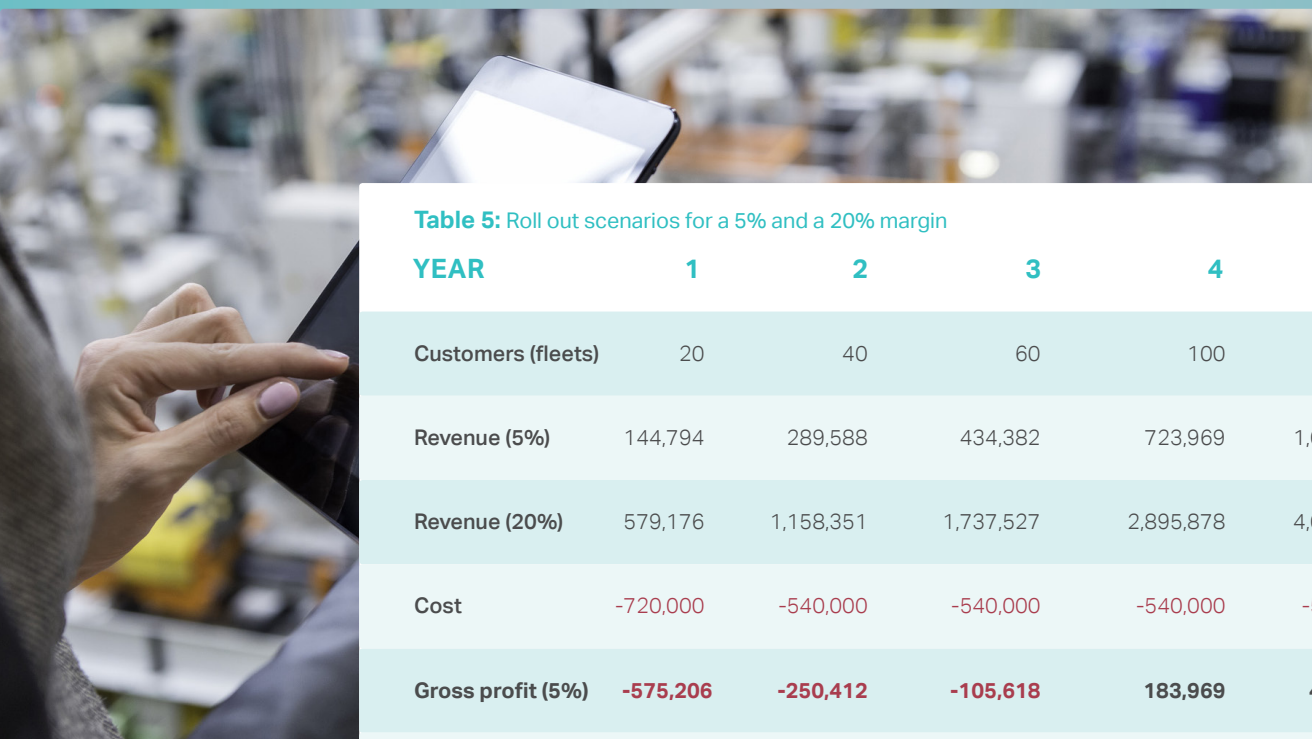 Table 5: Roll out scenarios for a 5% and a 20% margin
YEAR 1 2 3 4
Customers (fleets) 20 40 60 100
Revenue (5%) 144,794 289,588 434,382 723,969
Revenue (20%) 579,176 1,158,351 1,737,527 2,895,878
Cost -720,000 -540,000 -540,000 -540,000
Gross profit (5%) -575,206 -250,412 -105,618 183,969